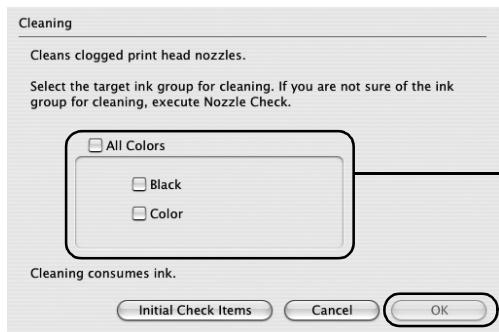 Cleaning
Cleans clogged print head nozzles.
Select the target ink group for cleaning. If you are not sure of the ink
group for cleaning, execute Nozzle Check.
All Colors
Black
Color
Cleaning consumes ink.
Initial Check Items Cancel OK